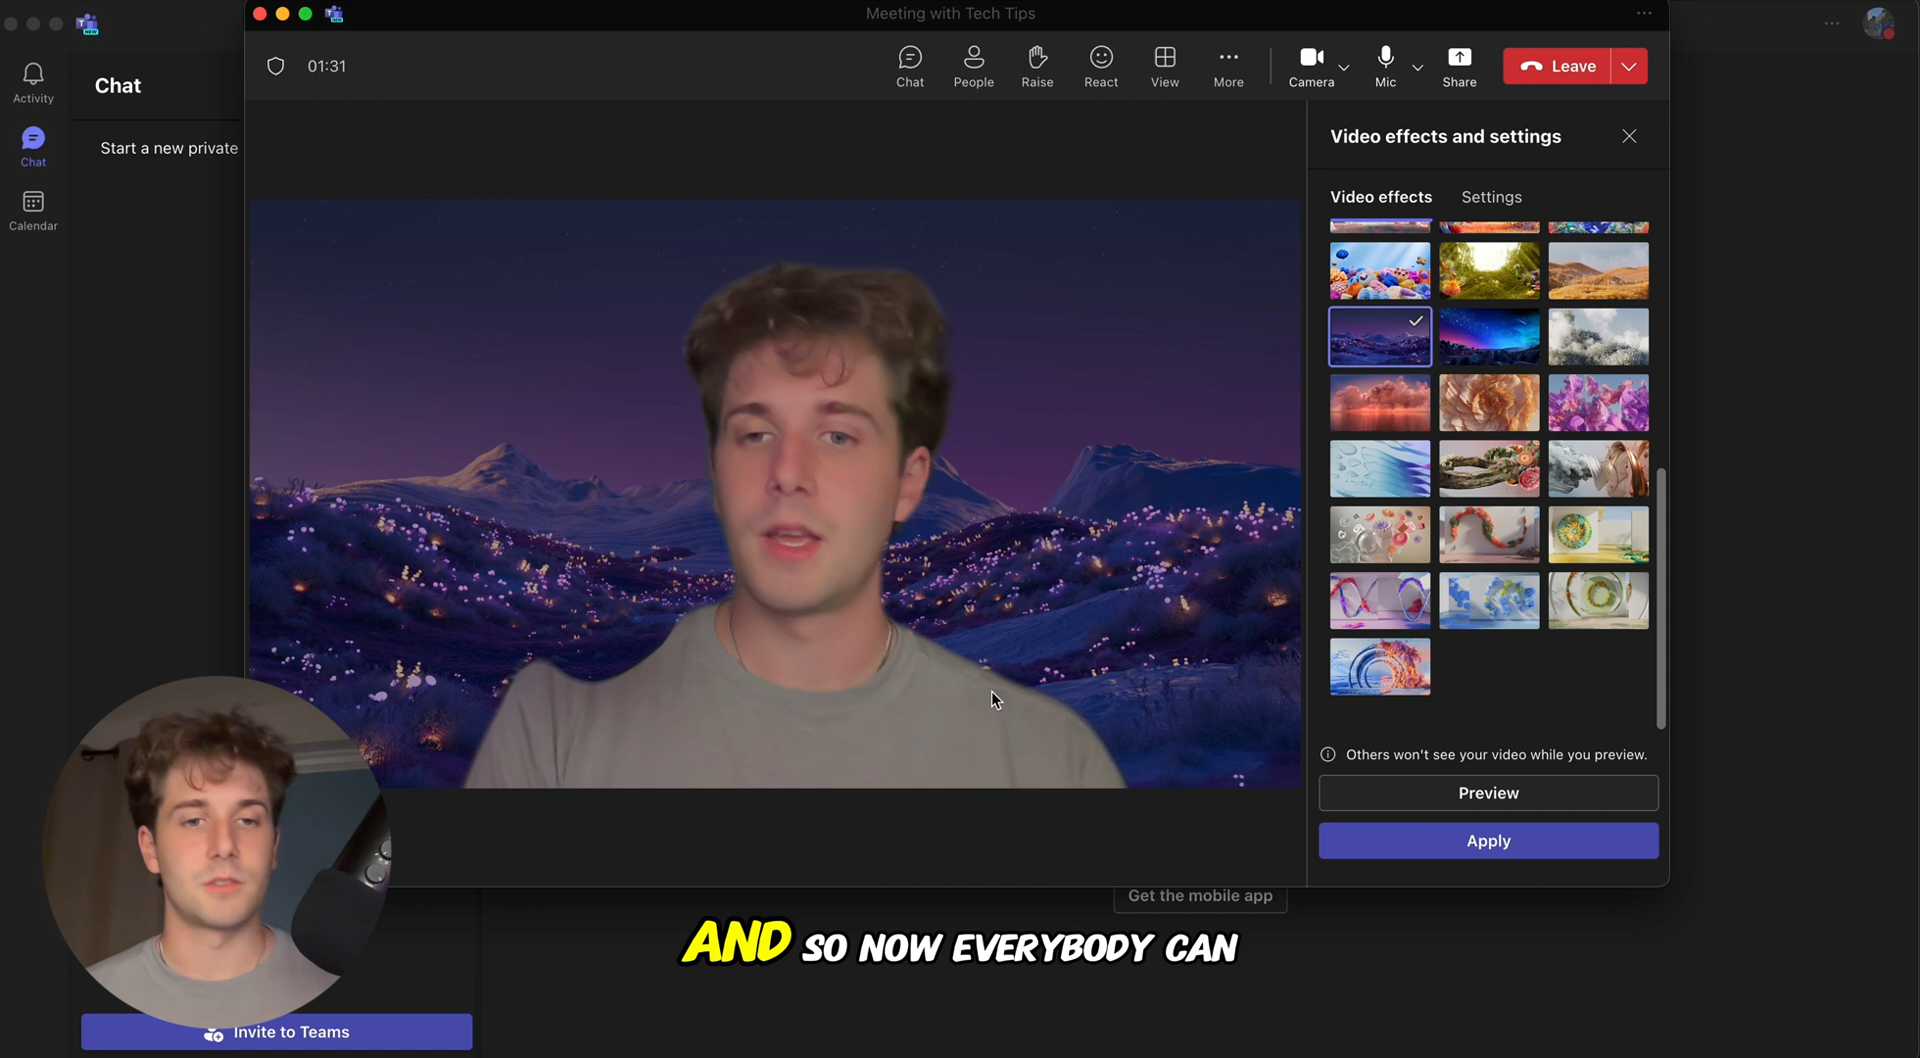 Meeting with Tech Tips
01:31
Chat
People
Raise
React
View
More
Camera
Mic
Share
Leave
Activity
Chat
Calendar
Chat
Start a new private
Video effects and settings
Video effects
Settings
Others won't see your video while you preview.
Preview
Apply
Get the mobile app
AND SO NOW EVERYBODY CAN
Invite to Teams